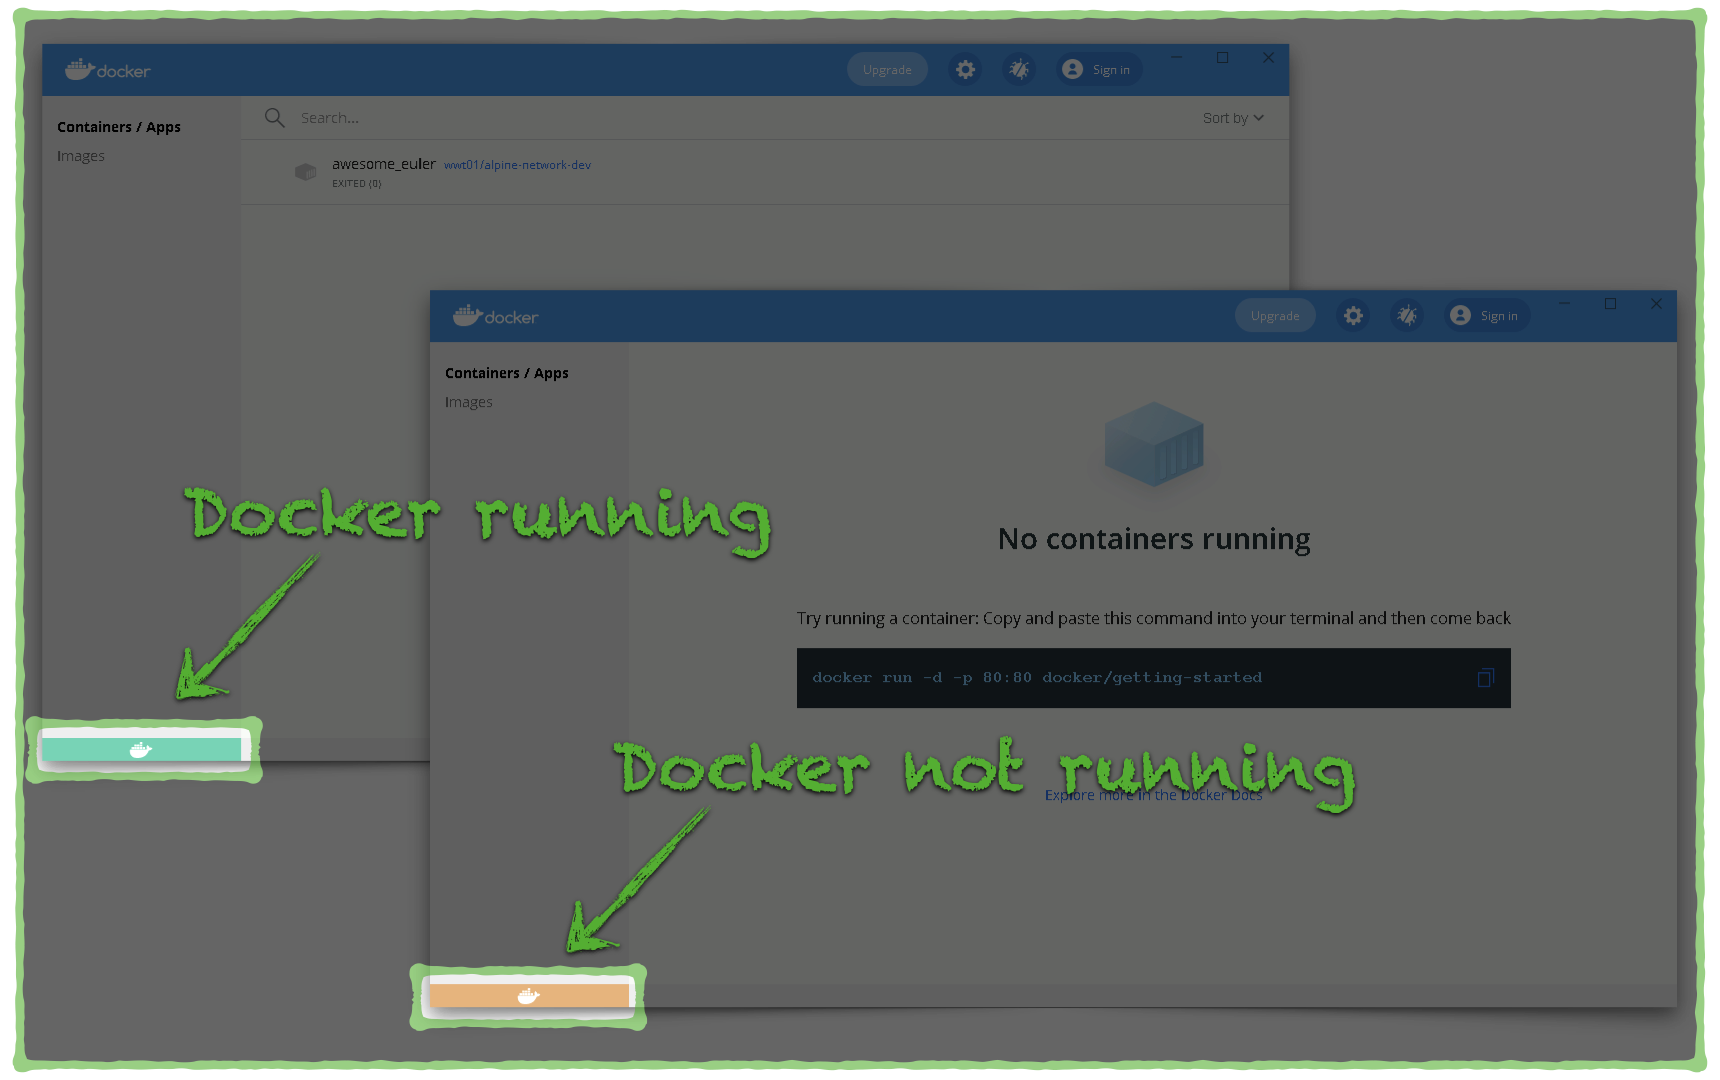 docker
Upgrade
Sign in
Containers / Apps
Images
Search...
Sort by
awesome_euler wwt01/alpine-network-dev
EXITED (0)
docker
Upgrade
Sign in
Containers / Apps
Images
Docker running
No containers running
Try running a container: Copy and paste this command into your terminal and then come back
docker run -d -p 80:80 docker/getting-started
Docker not running
Explore more in the Docker Docs